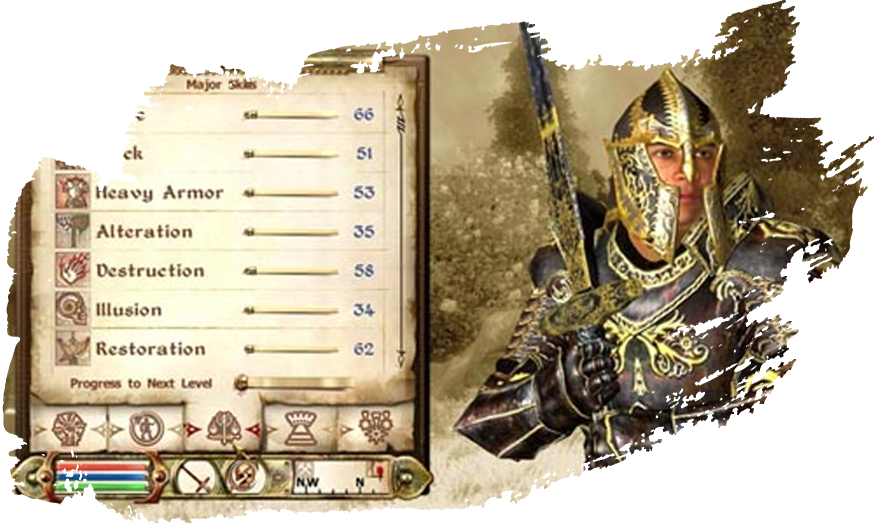 Major Skills
66
ck 51
Heavy Armor 53
Alteration 35
Destruction 58
Illusion 34
Restoration 62
Progress to Next Level
NW N